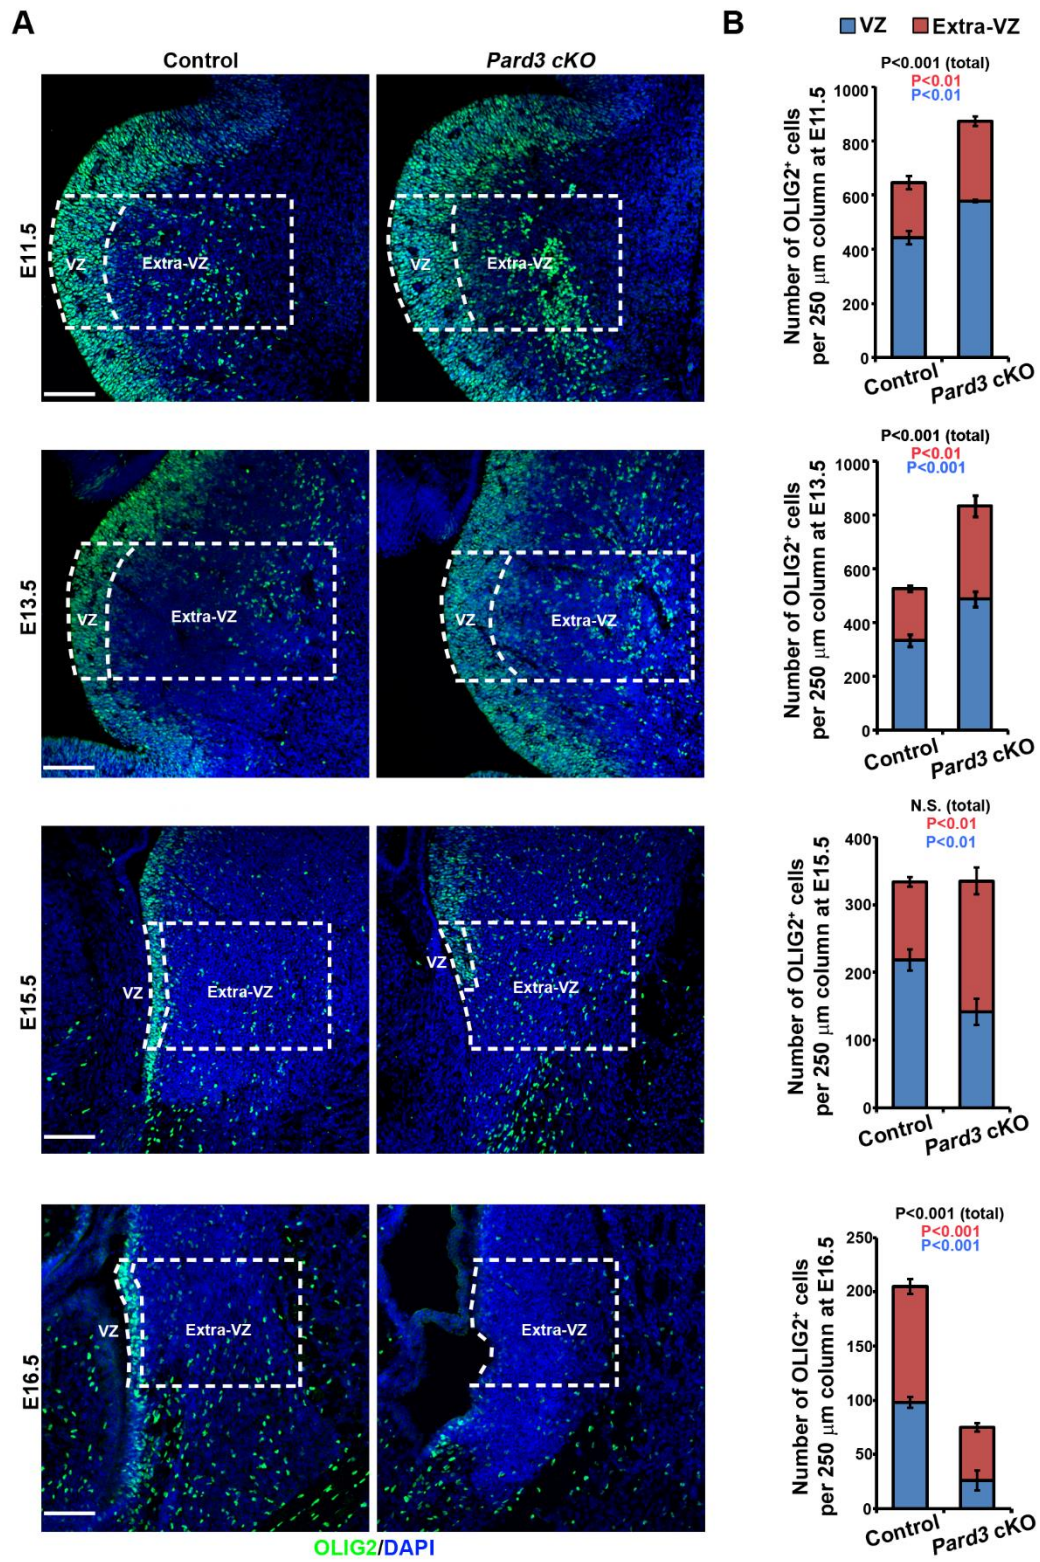 A
B
VZ Extra-VZ
Control
Pard3 cKO
E11.5
VZ
Extra-VZ
VZ
Extra-VZ
P<0.001 (total)
P<0.01
P<0.01
Number of OLIG2+ cells
per 250 μm column at E11.5
1000
800
600
400
200
0
Control
Pard3 cKO
E13.5
VZ
Extra-VZ
VZ
Extra-VZ
P<0.001 (total)
P<0.01
P<0.001
Number of OLIG2+ cells
per 250 μm column at E13.5
1000
800
600
400
200
0
Control
Pard3 cKO
E15.5
VZ
Extra-VZ
VZ
Extra-VZ
N.S. (total)
P<0.01
P<0.01
Number of OLIG2+ cells
per 250 μm column at E15.5
400
300
200
100
0
Control
Pard3 cKO
E16.5
VZ
Extra-VZ
Extra-VZ
P<0.001 (total)
P<0.001
P<0.001
Number of OLIG2+ cells
per 250 μm column at E16.5
250
200
150
100
50
0
Control
Pard3 cKO
OLIG2/DAPI